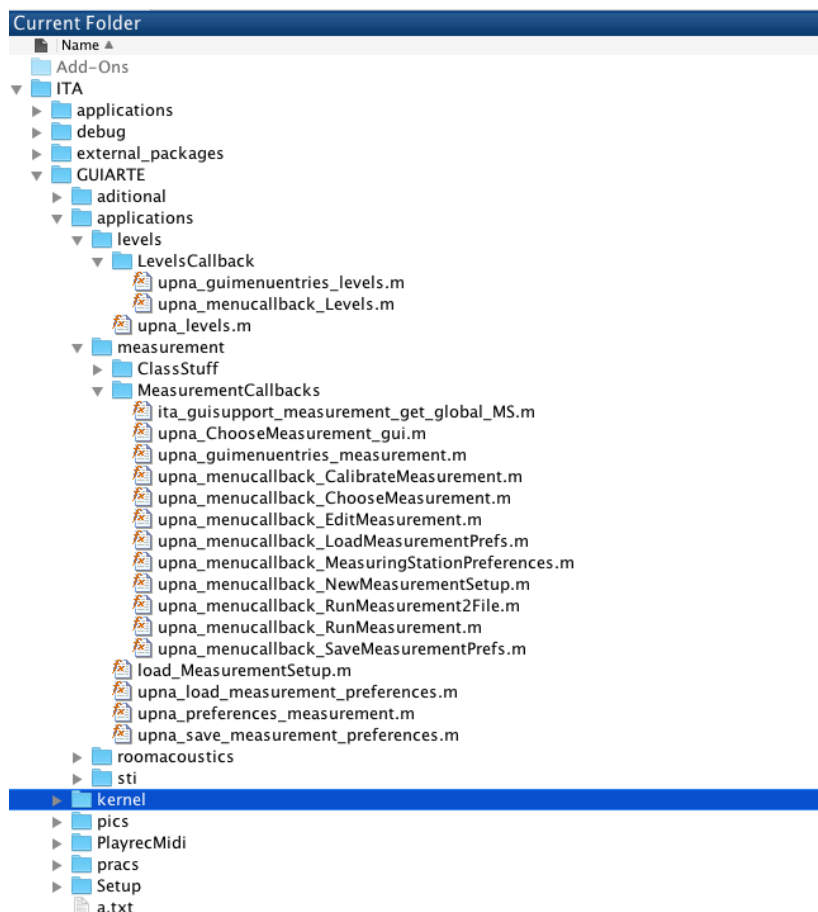 Current Folder
Name
Add-Ons
ITA
applications
debug
external_packages
GUIARTE
aditional
applications
levels
LevelsCallback
upna_guimenuentries_levels.m
upna_menucallback_Levels.m
upna_levels.m
measurement
ClassStuff
MeasurementCallbacks
ita_guisupport_measurement_get_global_MS.m
upna_ChooseMeasurement_gui.m
upna_guimenuentries_measurement.m
upna_menucallback_CalibrateMeasurement.m
upna_menucallback_ChooseMeasurement.m
upna_menucallback_EditMeasurement.m
upna_menucallback_LoadMeasurementPrefs.m
upna_menucallback_MeasuringStationPreferences.m
upna_menucallback_NewMeasurementSetup.m
upna_menucallback_RunMeasurement2File.m
upna_menucallback_RunMeasurement.m
upna_menucallback_SaveMeasurementPrefs.m
load_MeasurementSetup.m
upna_load_measurement_preferences.m
upna_preferences_measurement.m
upna_save_measurement_preferences.m
roomacoustics
sti
kernel
pics
PlayrecMidi
pracs
Setup
a.txt